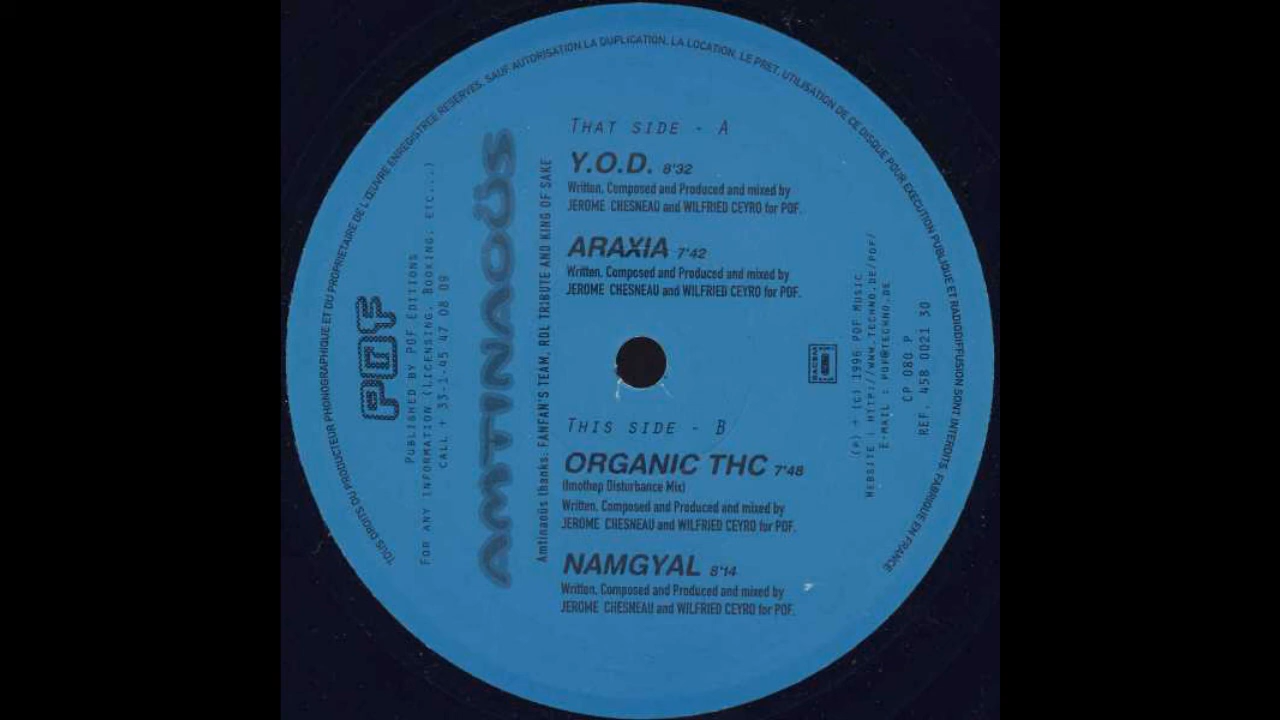 TOUS DROITS DU PRODUCTEUR PHONOGRAPHIQUE ET DU PROPRIETAIRE DE L'ŒUVRE ENREGISTREE RESERVES. SAUF AUTORISATION LA DUPLICATION, LA LOCATION, LE PRET, UTILISATION DE CE DISQUE POUR EXECUTION PUBLIQUE ET RADIODIFFUSION SONT INTERDITS. FABRIQUE EN FRANCE
POF
PUBLISHED BY POF EDITIONS
FOR ANY INFORMATION (LICENSING, BOOKING, ETC...)
CALL + 33-1-45 47 08 09
AMTINAOÜS
Amtinaoüs thanks: FANFAN'S TEAM, RDL TRIBUTE AND KING OF SAKE
THAT SIDE - A
Y.O.D. 8'32
Written, Composed and Produced and mixed by
JEROME CHESNEAU and WILFRIED CEYRO for POF.
ARAXIA 7'42
Written, Composed and Produced and mixed by
JEROME CHESNEAU and WILFRIED CEYRO for POF.
THIS SIDE - B
ORGANIC THC 7'48
(Imothep Disturbance Mix)
Written, Composed and Produced and mixed by
JEROME CHESNEAU and WILFRIED CEYRO for POF.
NAMGYAL 8'14
Written, Composed and Produced and mixed by
JEROME CHESNEAU and WILFRIED CEYRO for POF.
SACEM
(P) + (C) 1996 POF MUSIC
WEBSITE : HTTP://WWW.TECHNO.DE/POF/
E-MAIL : POF@TECHNO.DE
CP 080 P
REF. 458 0021 30